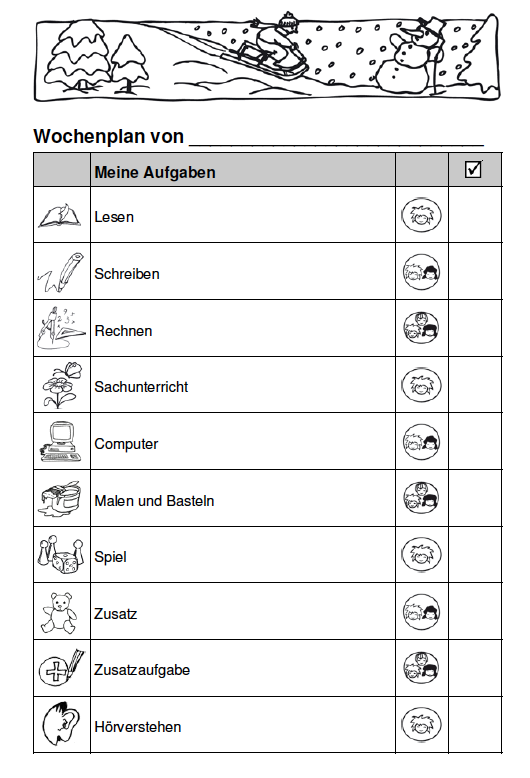 Wochenplan von ___________________________
Meine Aufgaben ☑
Lesen
Schreiben
Rechnen
Sachunterricht
Computer
Malen und Basteln
Spiel
Zusatz
Zusatzaufgabe
Hörverstehen